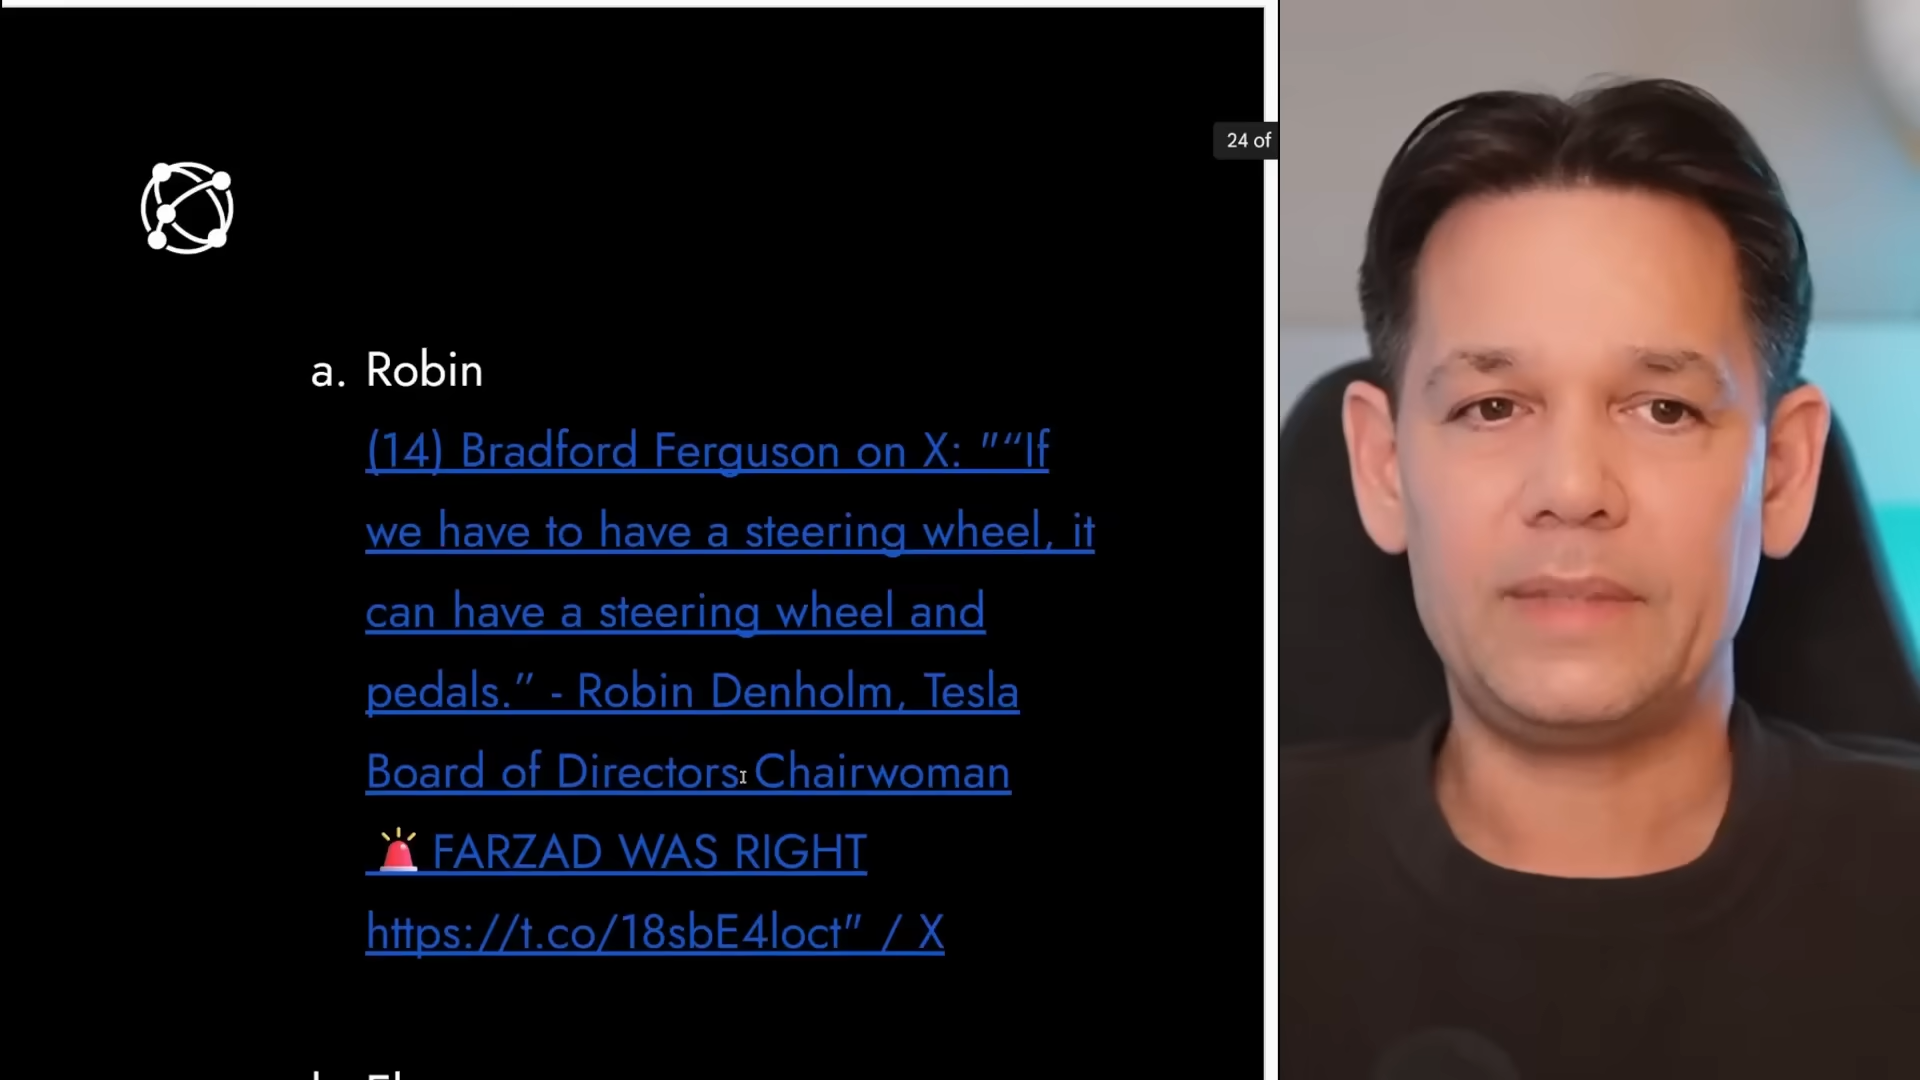 24 of
a. Robin
(14) Bradford Ferguson on X: "“If
we have to have a steering wheel, it
can have a steering wheel and
pedals.” - Robin Denholm, Tesla
Board of Directors Chairwoman
🚨 FARZAD WAS RIGHT
https://t.co/18sbE4loct" / X